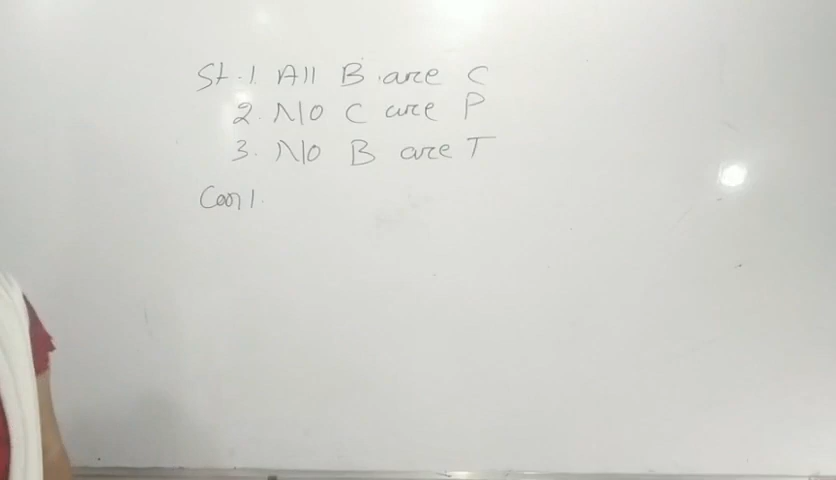 St.1. All B are C
2. No C are P
3. No B are T
Con 1.